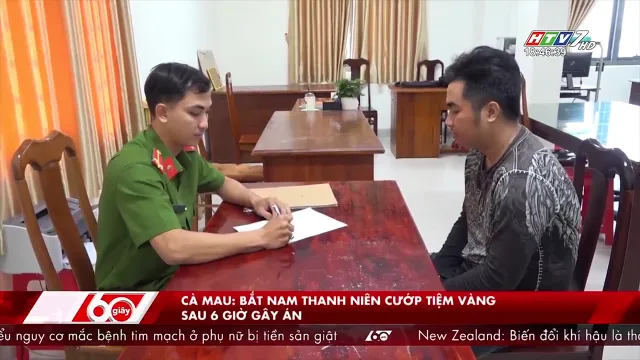 HTV7 HD
18:46:39
60 giây
CÀ MAU: BẮT NAM THANH NIÊN CƯỚP TIỆM VÀNG
SAU 6 GIỜ GÂY ÁN
ểu nguy cơ mắc bệnh tim mạch ở phụ nữ bị tiền sản giật 60 New Zealand: Biến đổi khí hậu là th